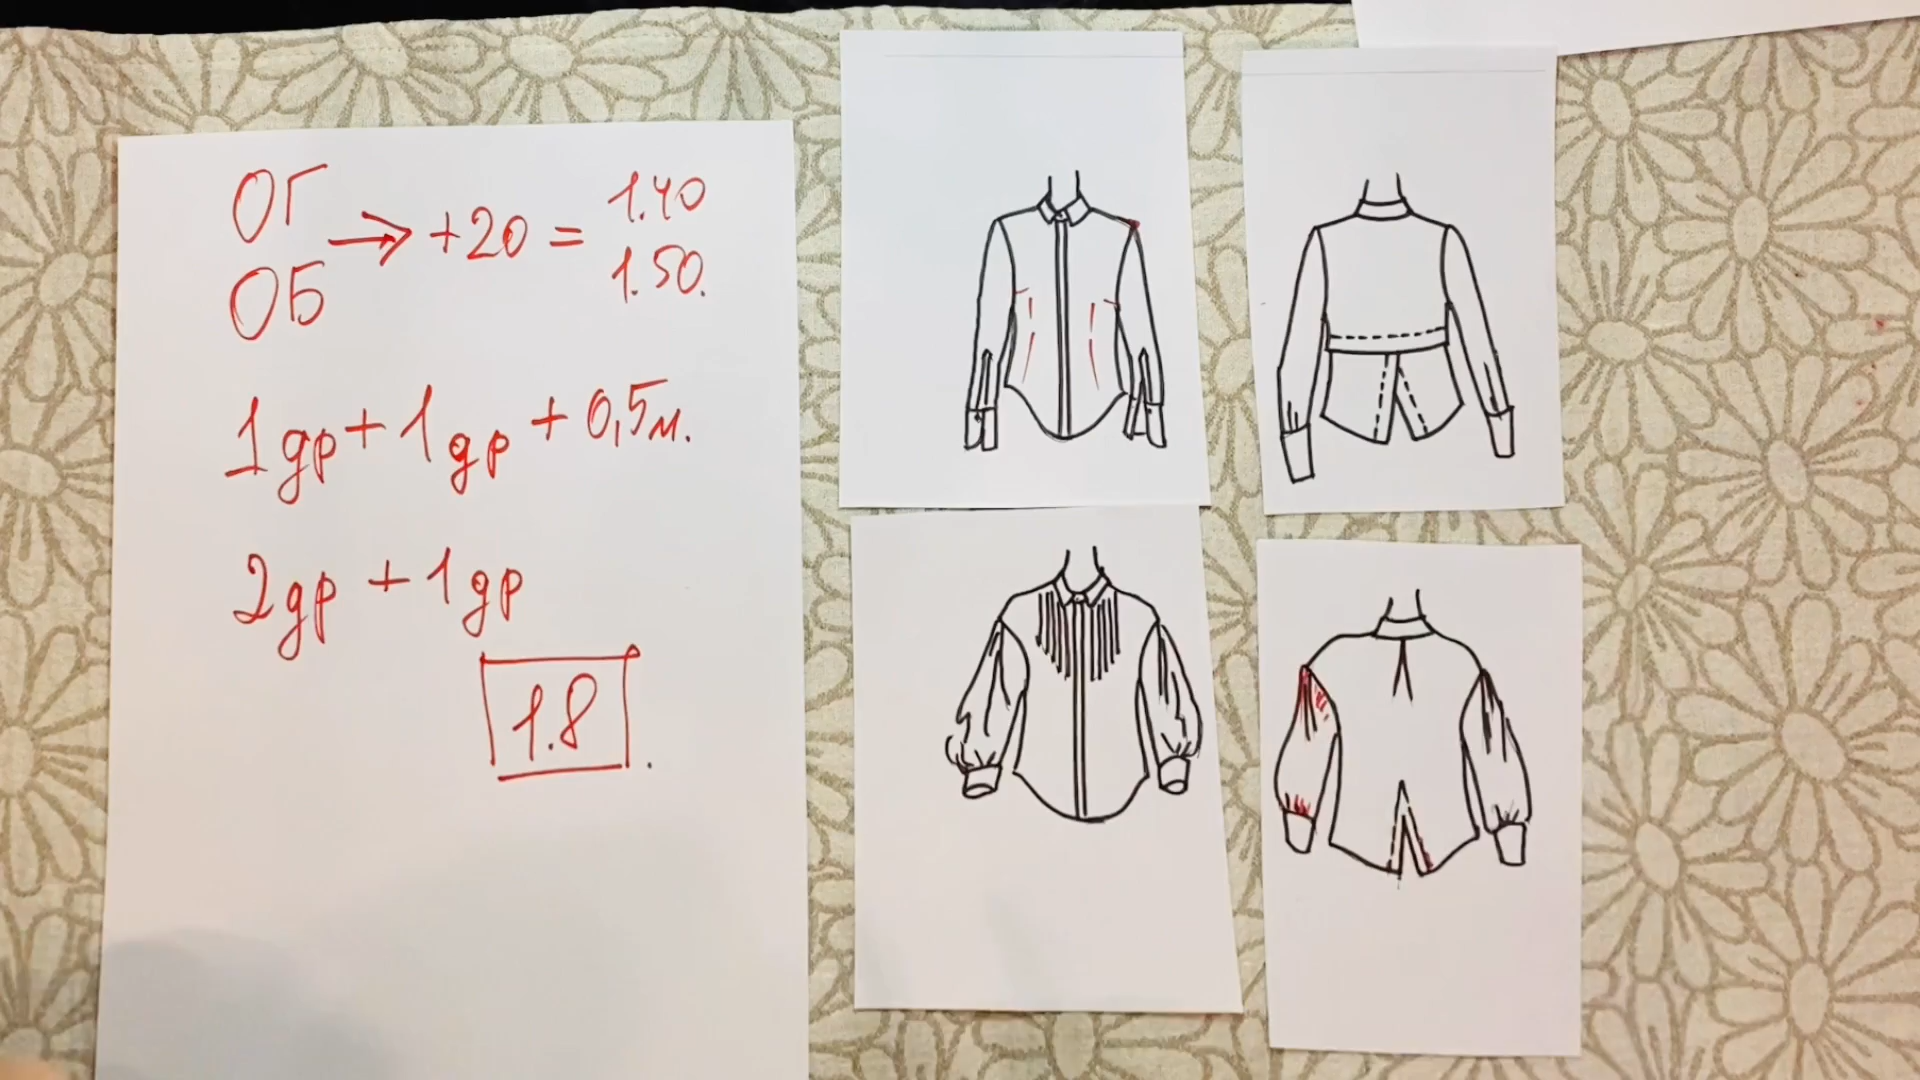 ОГ
ОБ → +20 = 1.40
1.50.
1др + 1др + 0,5м.
2др + 1др
1.8.